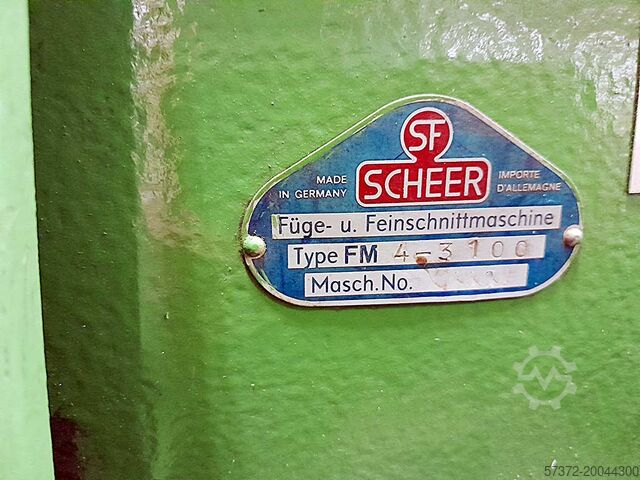 SF
SCHEER
MADE
IN GERMANY
IMPORTE
D'ALLEMAGNE
Füge- u. Feinschnittmaschine
Type FM 4-3100
Masch.No.
57372-20044300